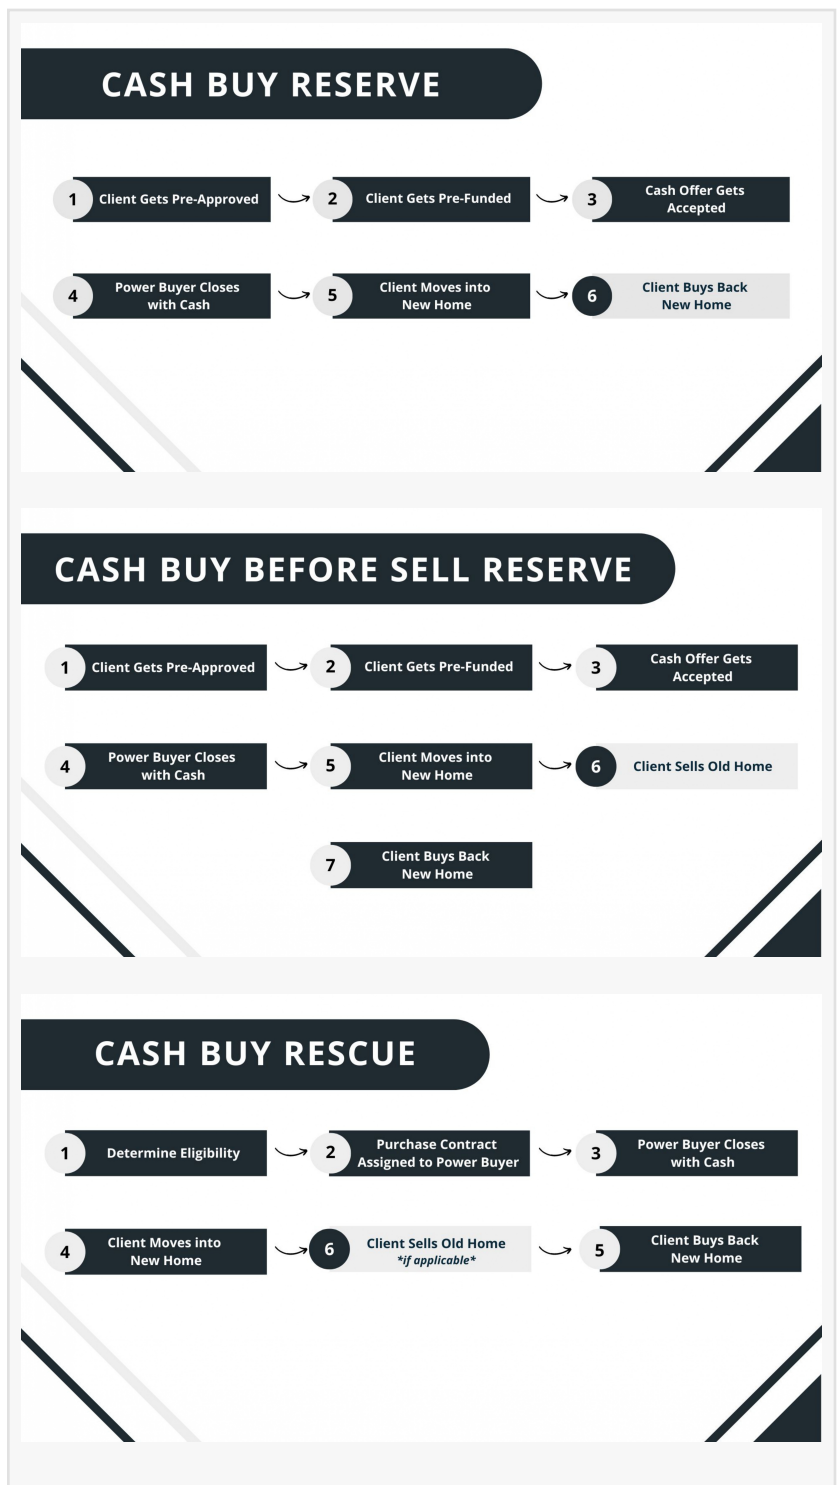 CASH BUY RESERVE
1 Client Gets Pre-Approved
2 Client Gets Pre-Funded
3 Cash Offer Gets
Accepted
4 Power Buyer Closes
with Cash
5 Client Moves into
New Home
6 Client Buys Back
New Home
CASH BUY BEFORE SELL RESERVE
1 Client Gets Pre-Approved
2 Client Gets Pre-Funded
3 Cash Offer Gets
Accepted
4 Power Buyer Closes
with Cash
5 Client Moves into
New Home
6 Client Sells Old Home
7 Client Buys Back
New Home
CASH BUY RESCUE
1 Determine Eligibility
2 Purchase Contract
Assigned to Power Buyer
3 Power Buyer Closes
with Cash
4 Client Moves into
New Home
6 Client Sells Old Home
*if applicable*
5 Client Buys Back
New Home